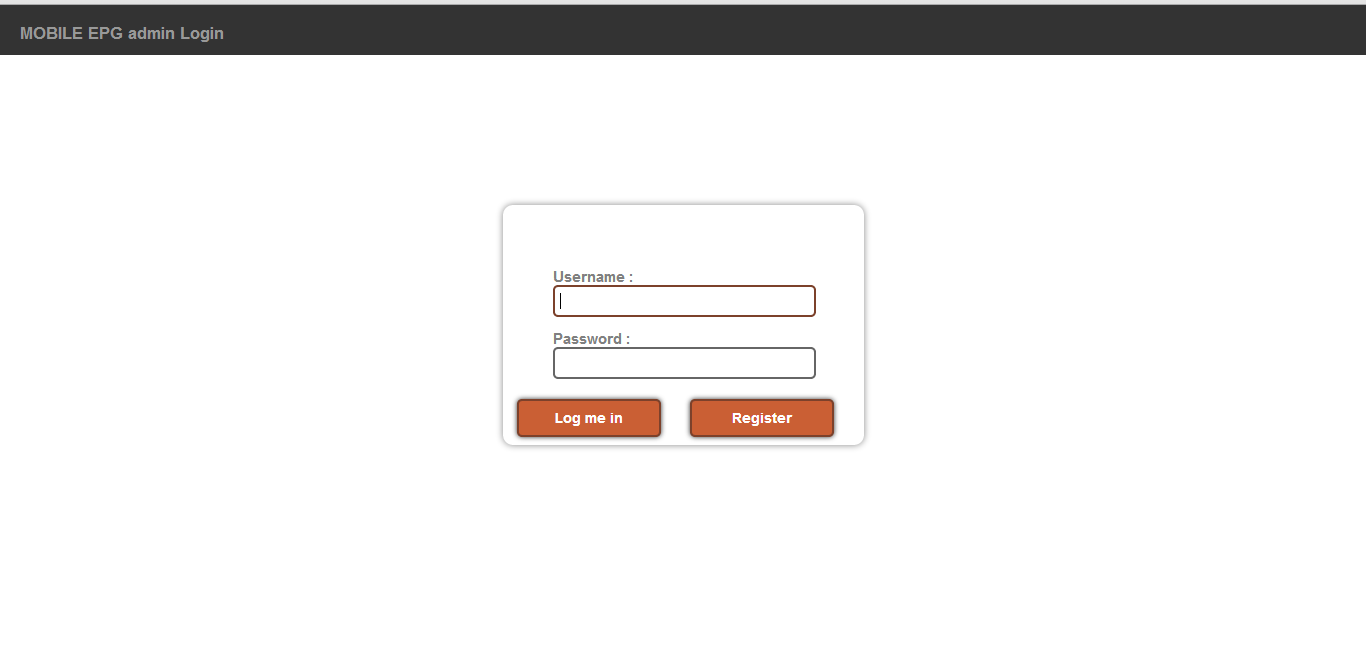 MOBILE EPG admin Login
Username :
Password :
Log me in
Register